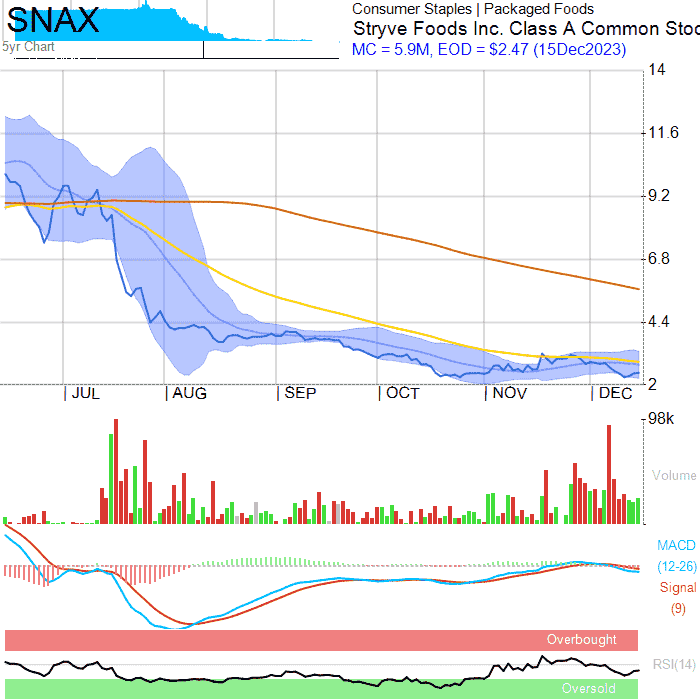 SNAX
5yr Chart
Consumer Staples | Packaged Foods
Stryve Foods Inc. Class A Common Stoc
MC = 5.9M, EOD = $2.47 (15Dec2023)
14
11.6
9.2
6.8
4.4
2
JUL AUG SEP OCT NOV DEC
98k
Volume
MACD
(12-26)
Signal
(9)
Overbought
RSI(14)
Oversold